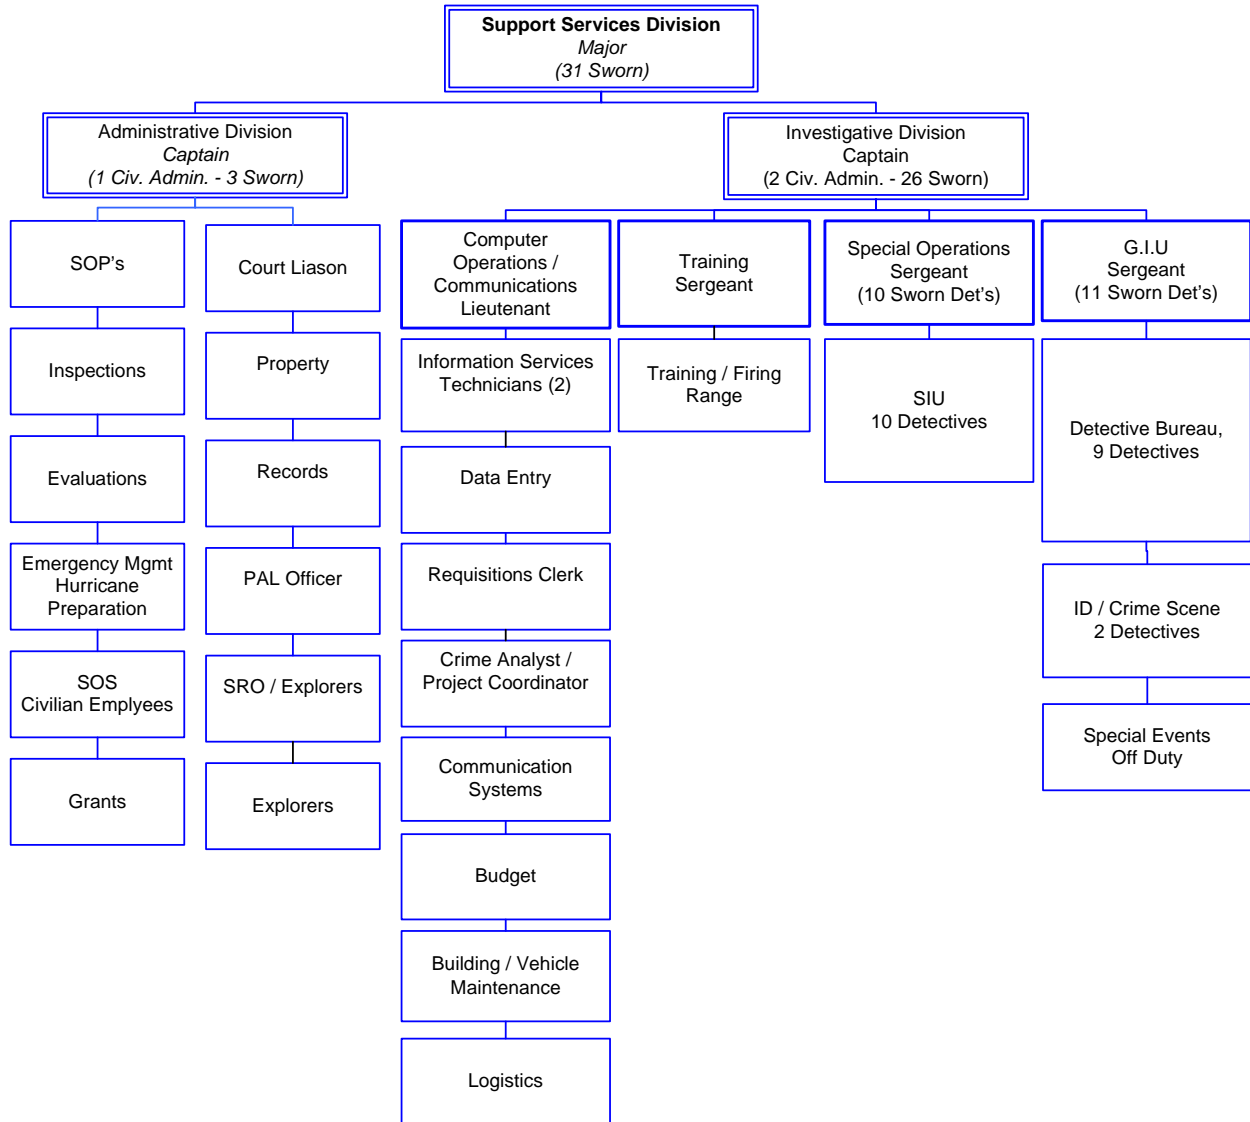 Support Services Division
Major
(31 Sworn)
Administrative Division
Captain
(1 Civ. Admin. - 3 Sworn)
Investigative Division
Captain
(2 Civ. Admin. - 26 Sworn)
SOP's
Inspections
Evaluations
Emergency Mgmt
Hurricane
Preparation
SOS
Civilian Emplyees
Grants
Court Liason
Property
Records
PAL Officer
SRO / Explorers
Explorers
Computer
Operations /
Communications
Lieutenant
Information Services
Technicians (2)
Data Entry
Requisitions Clerk
Crime Analyst /
Project Coordinator
Communication
Systems
Budget
Building / Vehicle
Maintenance
Logistics
Training
Sergeant
Training / Firing
Range
Special Operations
Sergeant
(10 Sworn Det's)
SIU
10 Detectives
G.I.U
Sergeant
(11 Sworn Det's)
Detective Bureau,
9 Detectives
ID / Crime Scene
2 Detectives
Special Events
Off Duty